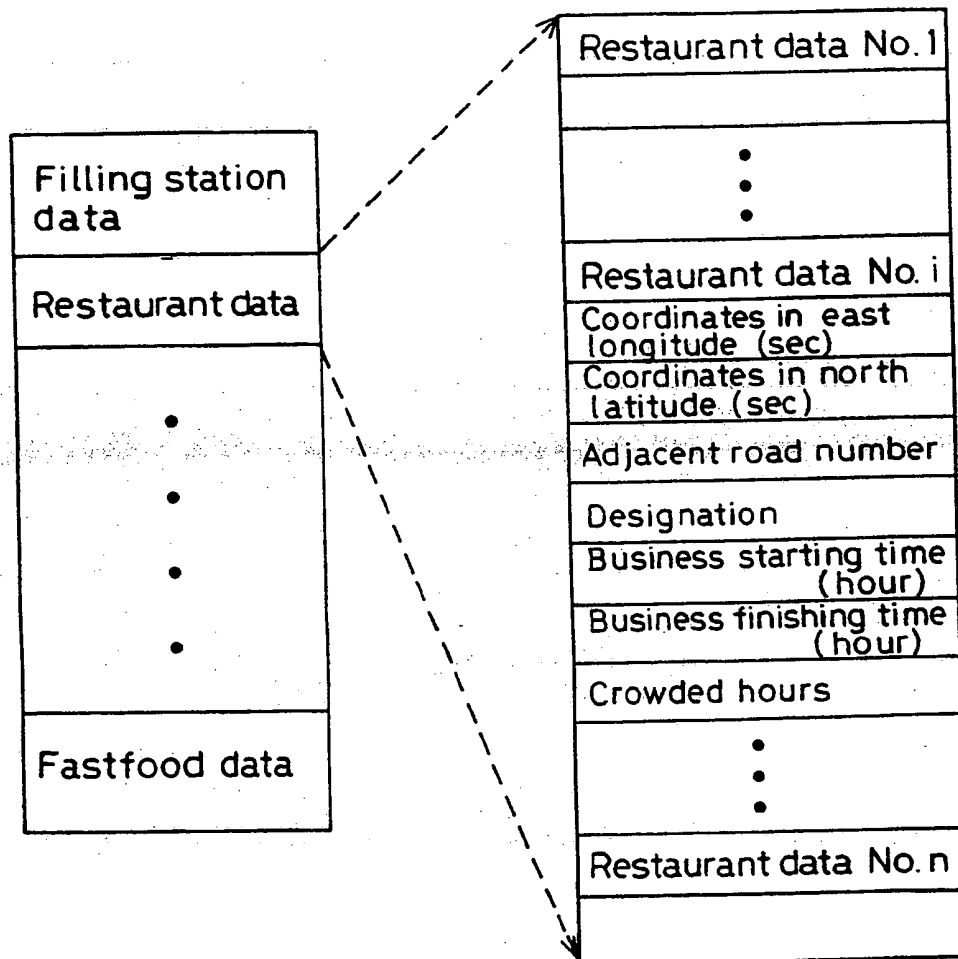 Filling station
data
Restaurant data
Fastfood data
Restaurant data No.1
Restaurant data No.i
Coordinates in east
longitude (sec)
Coordinates in north
latitude (sec)
Adjacent road number
Designation
Business starting time
(hour)
Business finishing time
(hour)
Crowded hours
Restaurant data No.n